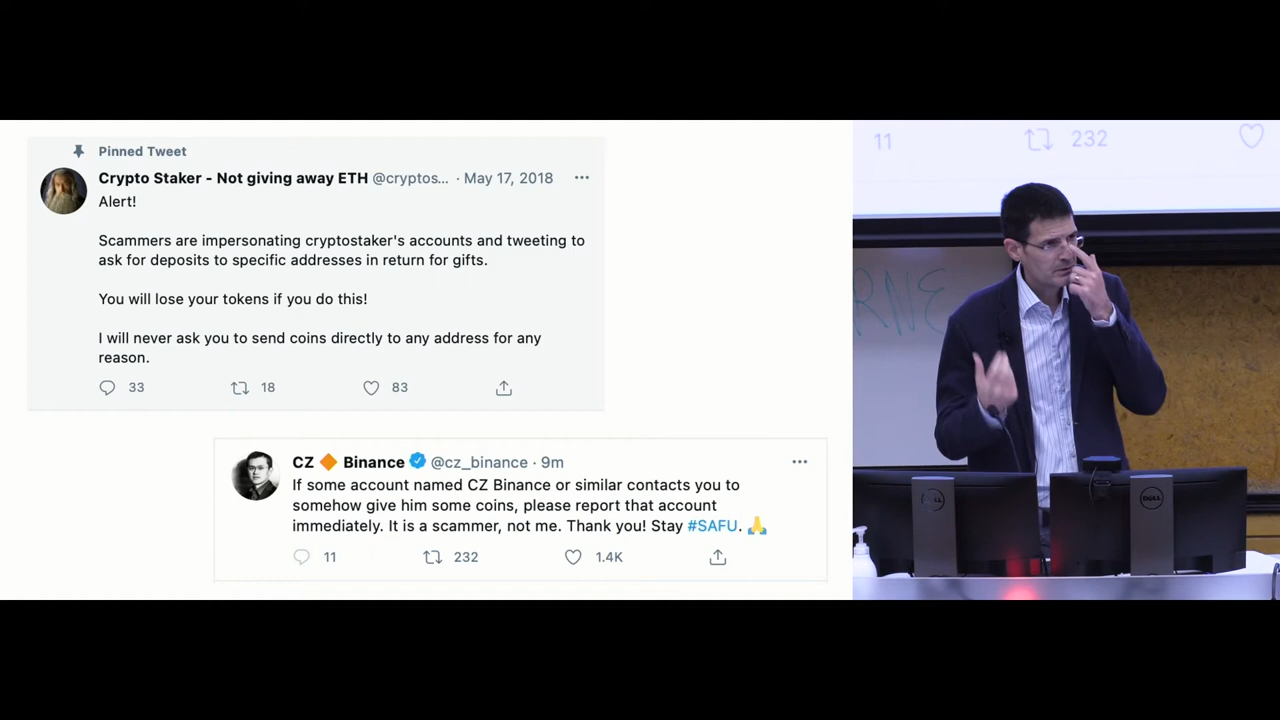 Pinned Tweet
Crypto Staker - Not giving away ETH @cryptos... · May 17, 2018
Alert!
Scammers are impersonating cryptostaker's accounts and tweeting to
ask for deposits to specific addresses in return for gifts.
You will lose your tokens if you do this!
I will never ask you to send coins directly to any address for any
reason.
33 18 83
CZ 🔶 Binance @cz_binance · 9m
If some account named CZ Binance or similar contacts you to
somehow give him some coins, please report that account
immediately. It is a scammer, not me. Thank you! Stay #SAFU. 🙏
11 232 1.4K
11 232
DELL
DELL